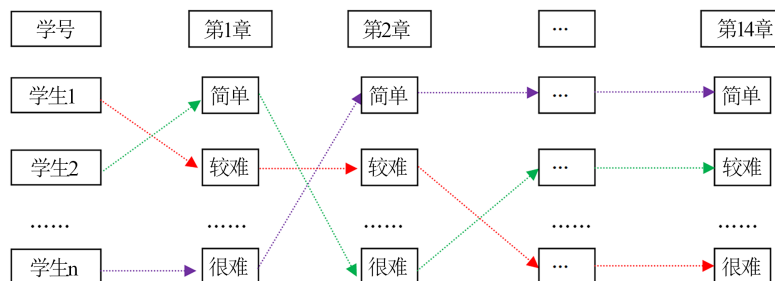 学号 第1章 第2章 ... 第14章
学生1 简单 简单 ... 简单
学生2 较难 较难 ... 较难
...... ...... ...... ...... ......
学生n 很难 很难 ... 很难